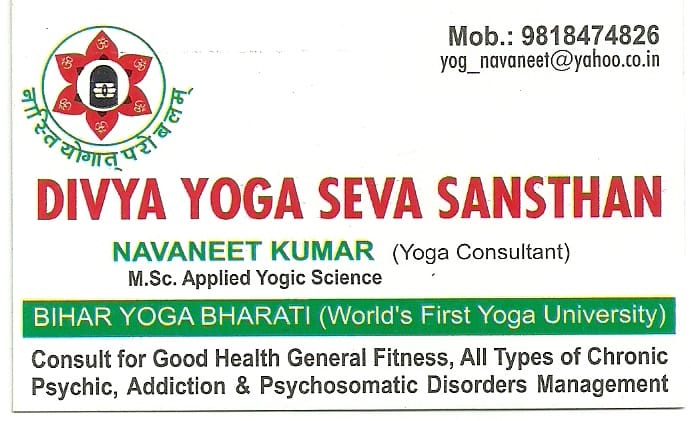 Mob.: 9818474826
yog_navaneet@yahoo.co.in
नास्ति योगात् परो बलम्
DIVYA YOGA SEVA SANSTHAN
NAVANEET KUMAR (Yoga Consultant)
M.Sc. Applied Yogic Science
BIHAR YOGA BHARATI (World's First Yoga University)
Consult for Good Health General Fitness, All Types of Chronic
Psychic, Addiction & Psychosomatic Disorders Management